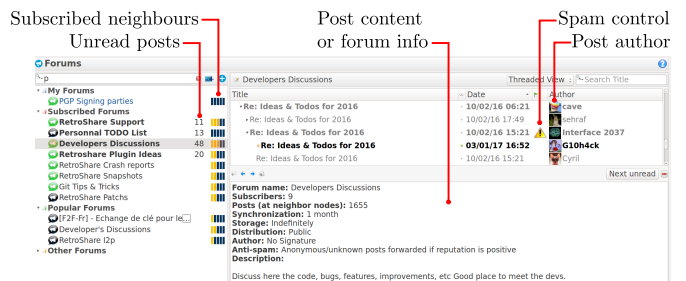 Subscribed neighbours
Unread posts
Post content
or forum info
Spam control
Post author
Forums
p
Developers Discussions
Threaded View
Search Title
Title
Date
Author
My Forums
PGP Signing parties
Subscribed Forums
RetroShare Support 11
Personnal TODO List 13
Developers Discussions 48
Retroshare Plugin Ideas 20
RetroShare Crash reports
RetroShare Snapshots
Git Tips & Tricks
RetroShare Patchs
Popular Forums
[F2F-Fr] - Echange de clé pour le...
Developer's Discussions
RetroShare I2p
Other Forums
Re: Ideas & Todos for 2016 10/02/16 06:21 cave
Re: Ideas & Todos for 2016 10/02/16 17:49 sehraf
Re: Ideas & Todos for 2016 10/02/16 15:21 Interface 2037
Re: Ideas & Todos for 2016 03/01/17 16:52 G10h4ck
Re: Ideas & Todos for 2016 10/02/16 15:21 Cyril
Next unread
Forum name: Developers Discussions
Subscribers: 9
Posts (at neighbor nodes): 1655
Synchronization: 1 month
Storage: Indefinitely
Distribution: Public
Author: No Signature
Anti-spam: Anonymous/unknown posts forwarded if reputation is positive
Description:
Discuss here the code, bugs, features, improvements, etc Good place to meet the devs.